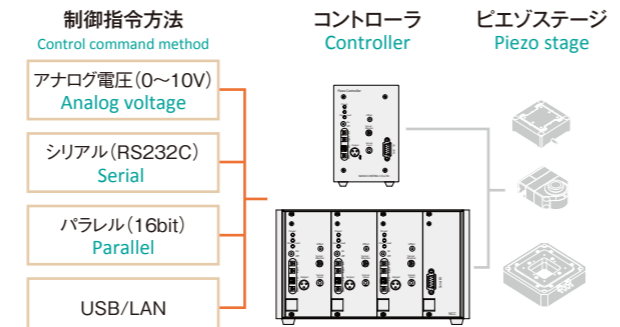 制御指令方法
Control command method
コントローラ
Controller
ピエゾステージ
Piezo stage
アナログ電圧（0～10V）
Analog voltage
シリアル（RS232C）
Serial
パラレル（16bit）
Parallel
USB/LAN
Piezo Controller